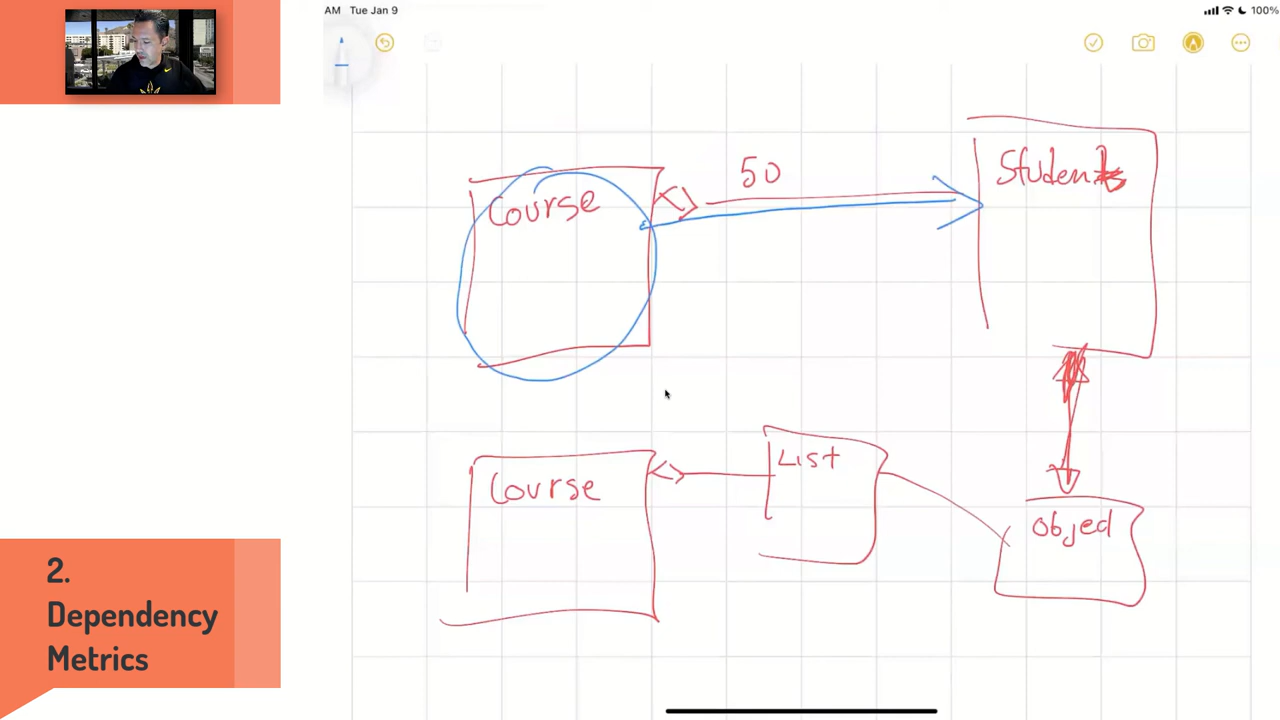 AM Tue Jan 9
100%
50
Student
Course
List
Course
Object
2.
Dependency
Metrics